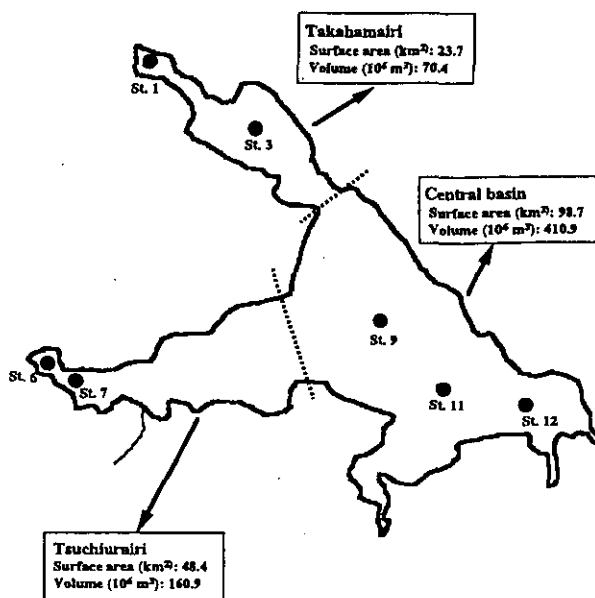 Takahamairi
Surface area (km²): 23.7
Volume (10⁶ m³): 70.4
St. 1
St. 3
Central basin
Surface area (km²): 98.7
Volume (10⁶ m³): 410.9
St. 9
St. 6
St. 7
St. 11
St. 12
Tsuchiurairi
Surface area (km²): 48.4
Volume (10⁶ m³): 160.9